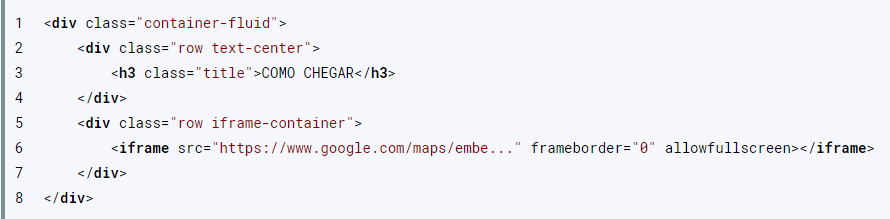 1 <div class="container-fluid">
2     <div class="row text-center">
3         <h3 class="title">COMO CHEGAR</h3>
4     </div>
5     <div class="row iframe-container">
6         <iframe src="https://www.google.com/maps/embe..." frameborder="0" allowfullscreen></iframe>
7     </div>
8 </div>